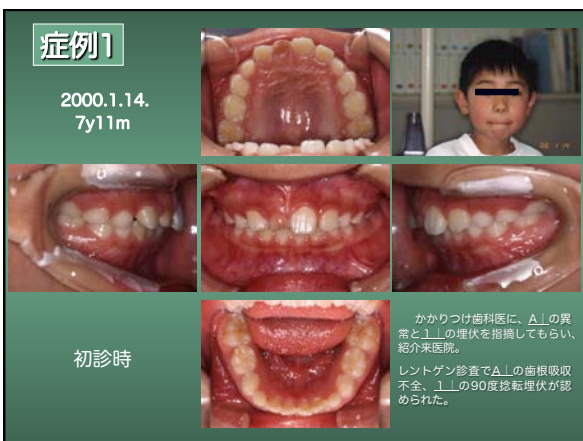 症例1
2000.1.14.
7y11m
初診時
かかりつけ歯科医に、A｜の異
常と1｜の埋伏を指摘してもらい、
紹介来医院。
レントゲン診査でA｜の歯根吸収
不全、1｜の90度捻転埋伏が認
められた。